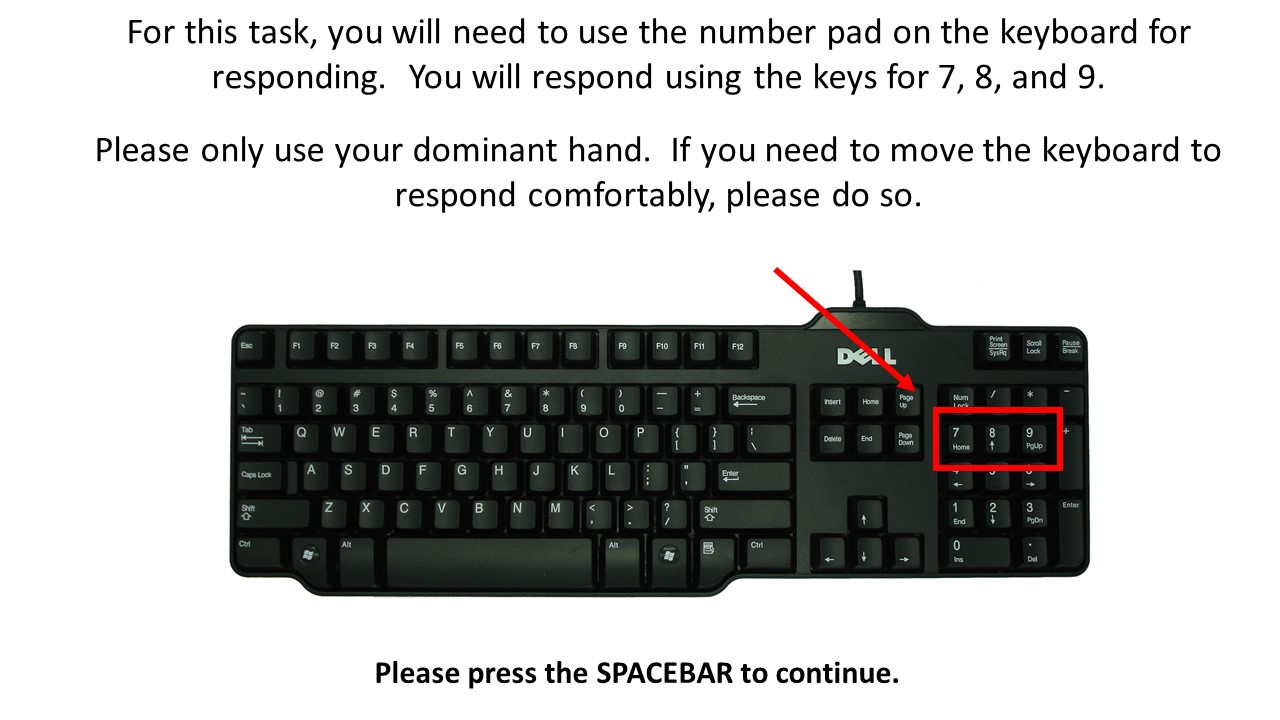 For this task, you will need to use the number pad on the keyboard for
responding.  You will respond using the keys for 7, 8, and 9.
Please only use your dominant hand.  If you need to move the keyboard to
respond comfortably, please do so.
DELL
Esc F1 F2 F3 F4 F5 F6 F7 F8 F9 F10 F11 F12 Print Screen SysRq Scroll Lock Pause Break
~ ` ! 1 @ 2 # 3 $ 4 % 5 ^ 6 & 7 * 8 ( 9 ) 0 — - + = Backspace Insert Home Page Up Num Lock / * -
Tab Q W E R T Y U I O P { [ } ] | \ Delete End Page Down 7 Home 8 ↑ 9 PgUp +
Caps Lock A S D F G H J K L : ; " ' Enter ← →
Shift Z X C V B N M < , > . ? / Shift ↑ 1 End 2 ↓ 3 PgDn Enter
Ctrl Alt Alt Ctrl ← ↓ → 0 Ins . Del
Please press the SPACEBAR to continue.